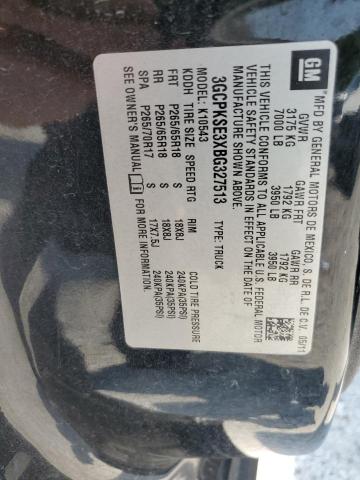 GM
MFD BY GENERAL MOTORS DE MEXICO, S. DE R.L. DE C.V. 05/11
GVWR GAWR FRT GAWR RR
3175 KG 1792 KG 1792 KG
7000 LB 3950 LB 3950 LB
THIS VEHICLE CONFORMS TO ALL APPLICABLE U.S. FEDERAL MOTOR
VEHICLE SAFETY STANDARDS IN EFFECT ON THE DATE OF
MANUFACTURE SHOWN ABOVE.
3GCPKSE3XBG327513 TYPE: TRUCK
K11543
KDDH TIRE SIZE SPEED RTG RIM COLD TIRE PRESSURE
FRT P265/65R18 S 18X8J 240KPA(35PSI)
RR P265/65R18 S 18X8J 240KPA(35PSI)
SPA P265/70R17 S 17X7.5J 240KPA(35PSI)
SEE OWNER'S MANUAL FOR MORE INFORMATION.